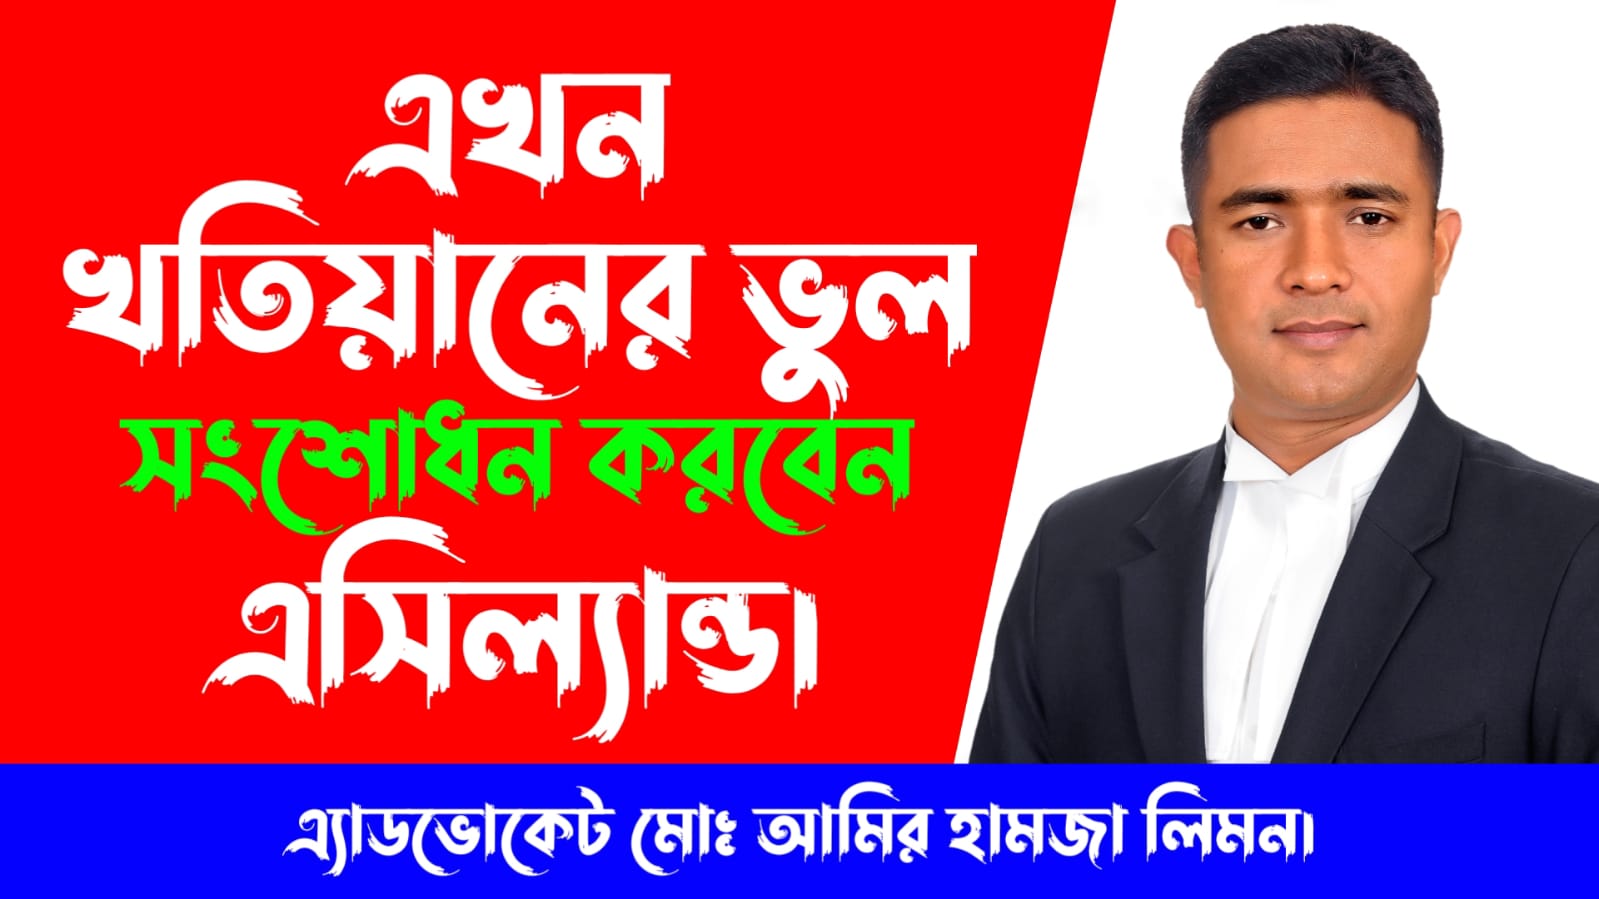 এখন
খতিয়ানের ভুল
সংশোধন করবেন
এসিল্যান্ড।
এ্যাডভোকেট মোঃ আমির হামজা লিমন।